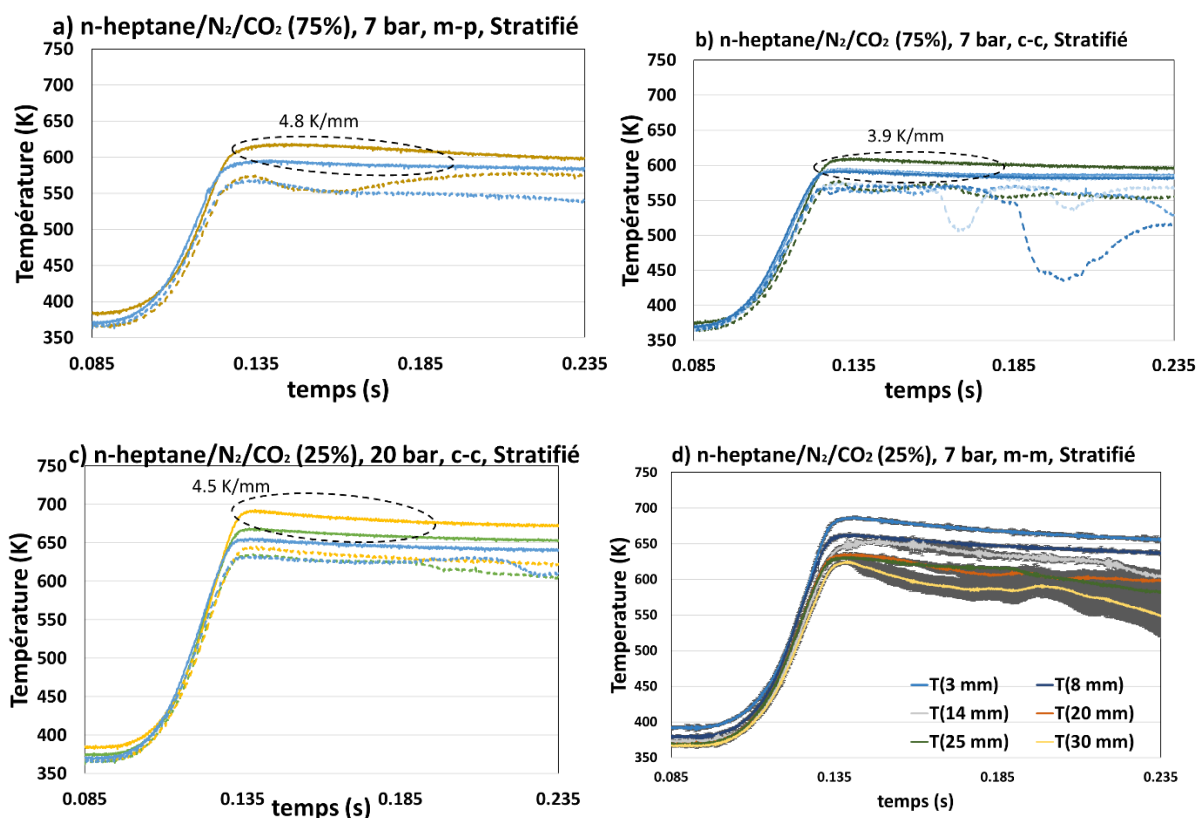 a) n-heptane/N₂/CO₂ (75%), 7 bar, m-p, Stratifié
750
700
650
600
550
500
450
400
350
Température (K)
4.8 K/mm
0.085
0.135
0.185
0.235
temps (s)
b) n-heptane/N₂/CO₂ (75%), 7 bar, c-c, Stratifié
750
700
650
600
550
500
450
400
350
Température (K)
3.9 K/mm
0.085
0.135
0.185
0.235
temps (s)
c) n-heptane/N₂/CO₂ (25%), 20 bar, c-c, Stratifié
750
700
650
600
550
500
450
400
350
Température (K)
4.5 K/mm
0.085
0.135
0.185
0.235
temps (s)
d) n-heptane/N₂/CO₂ (25%), 7 bar, m-m, Stratifié
750
700
650
600
550
500
450
400
350
Temperature (K)
T(3 mm)
T(8 mm)
T(14 mm)
T(20 mm)
T(25 mm)
T(30 mm)
0.085
0.135
0.185
0.235
temps (s)